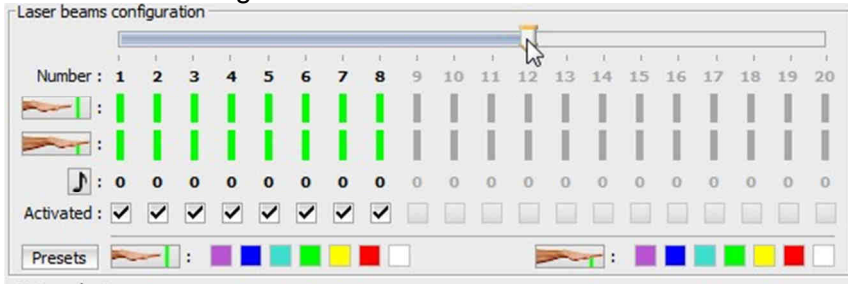 Laser beams configuration
Number : 1 2 3 4 5 6 7 8 9 10 11 12 13 14 15 16 17 18 19 20
:
:
: 0 0 0 0 0 0 0 0 0 0 0 0 0 0 0 0 0 0 0 0
Activated :
Presets : :